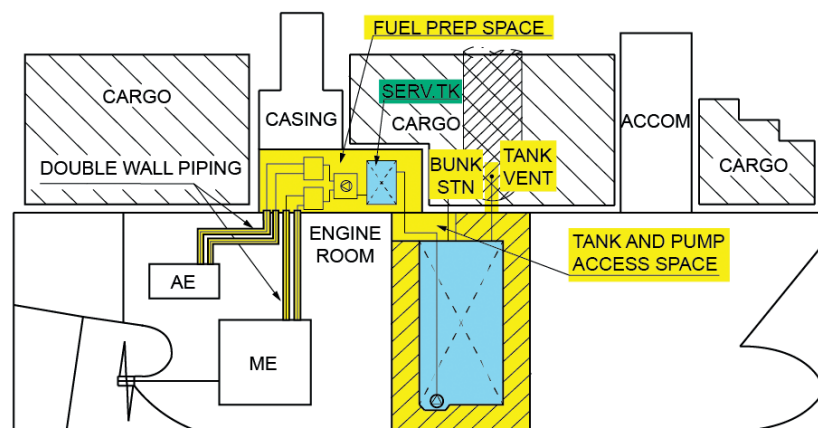 FUEL PREP SPACE
CARGO
CASING
SERV.TK
CARGO
ACCOM
CARGO
DOUBLE WALL PIPING
BUNK
STN
TANK
VENT
ENGINE
ROOM
TANK AND PUMP
ACCESS SPACE
AE
ME